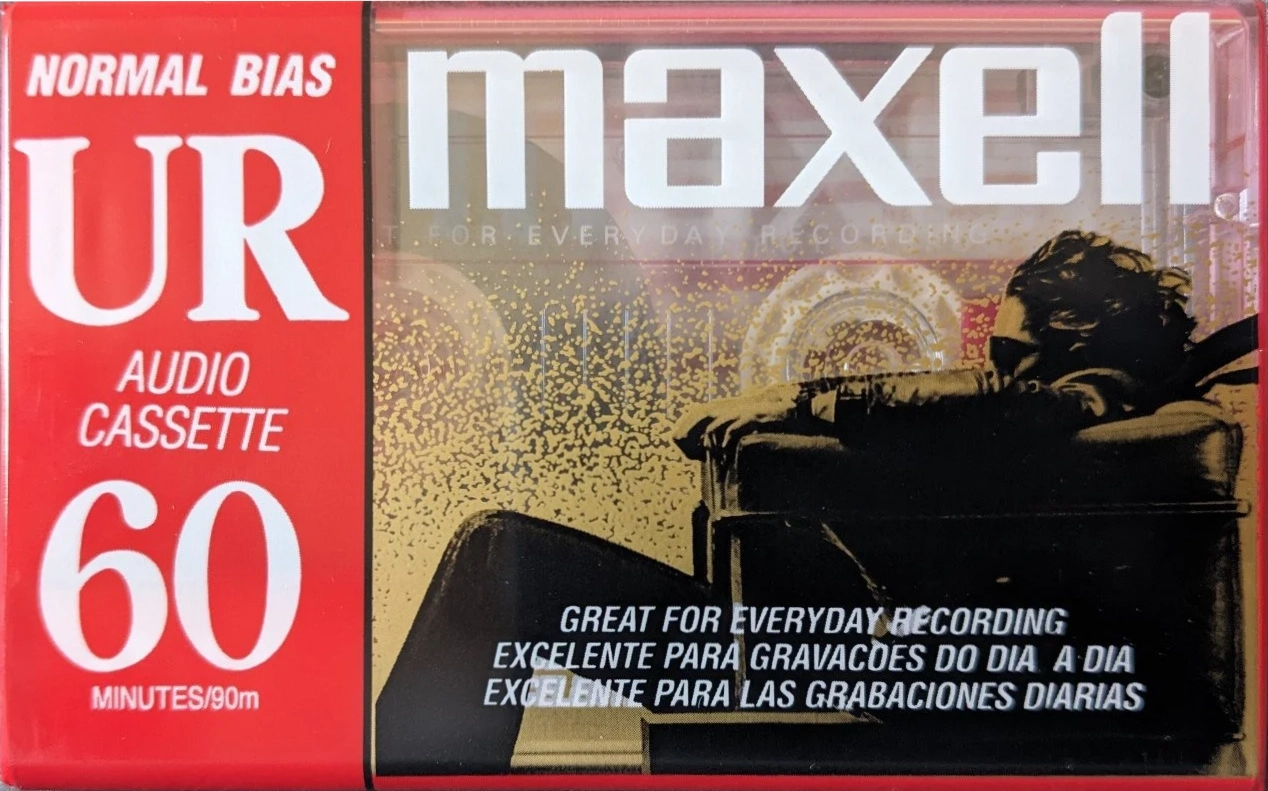 NORMAL BIAS
UR
AUDIO
CASSETTE
60
MINUTES/90m
maxell
T FOR EVERYDAY RECORDING
GREAT FOR EVERYDAY RECORDING
EXCELENTE PARA GRAVACOES DO DIA A DIA
EXCELENTE PARA LAS GRABACIONES DIARIAS